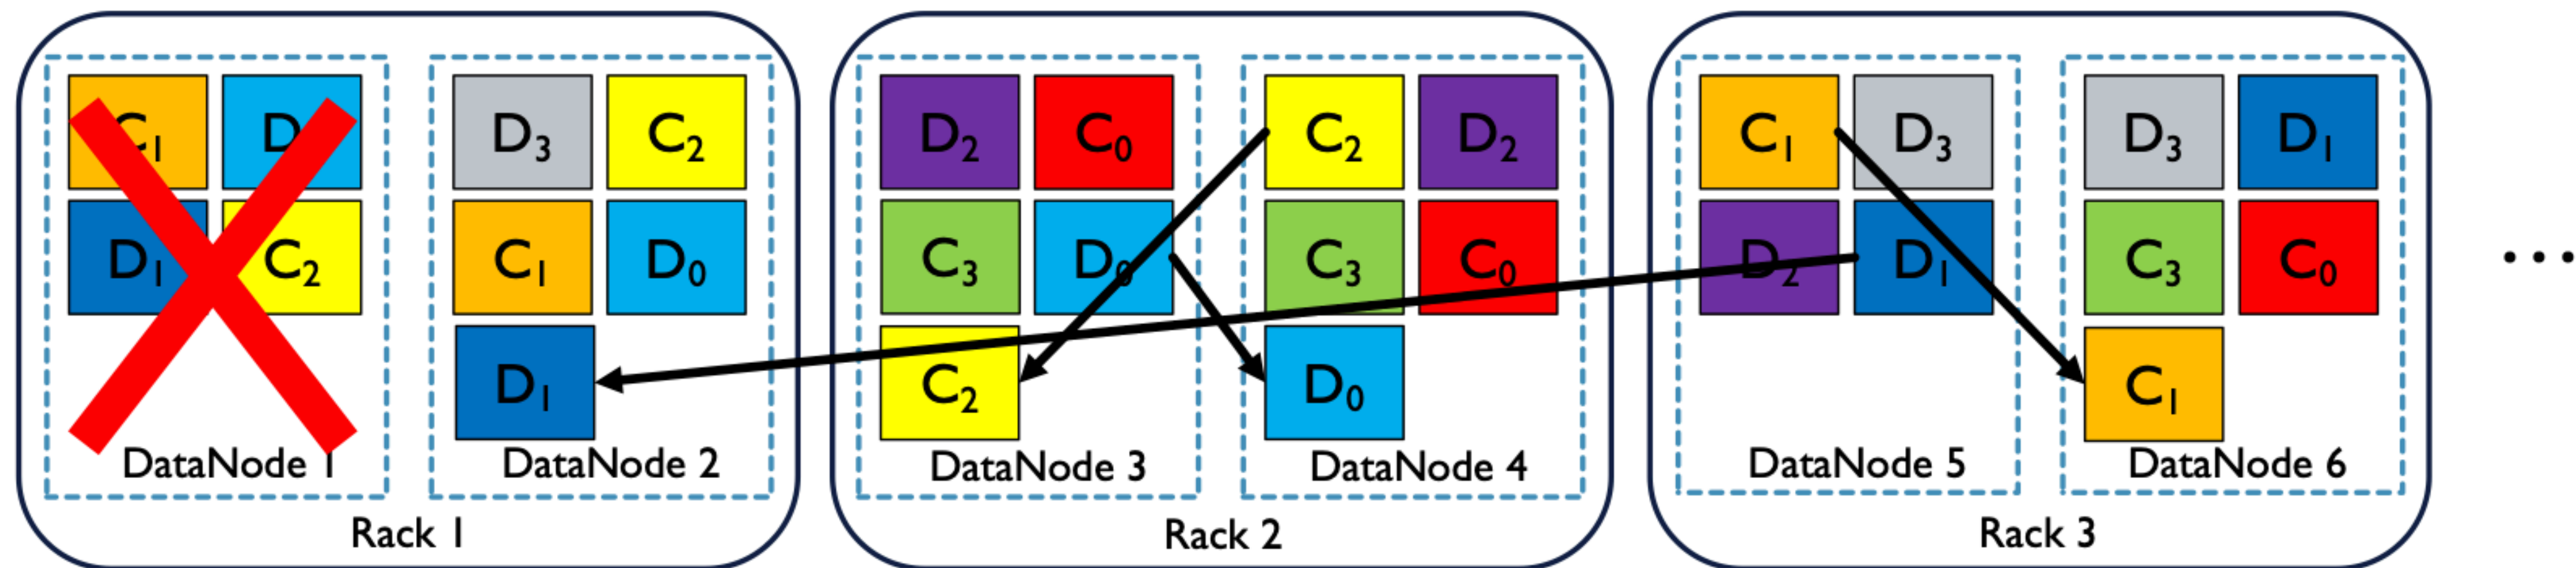 C1 D
D3 C2
D2 C0
C2 D2
C1 D3
D3 D1
D1 C2
C1 D0
C3 D0
C3 C0
D2 D1
C3 C0
...
D1
C2
D0
C1
DataNode 1
DataNode 2
DataNode 3
DataNode 4
DataNode 5
DataNode 6
Rack 1
Rack 2
Rack 3